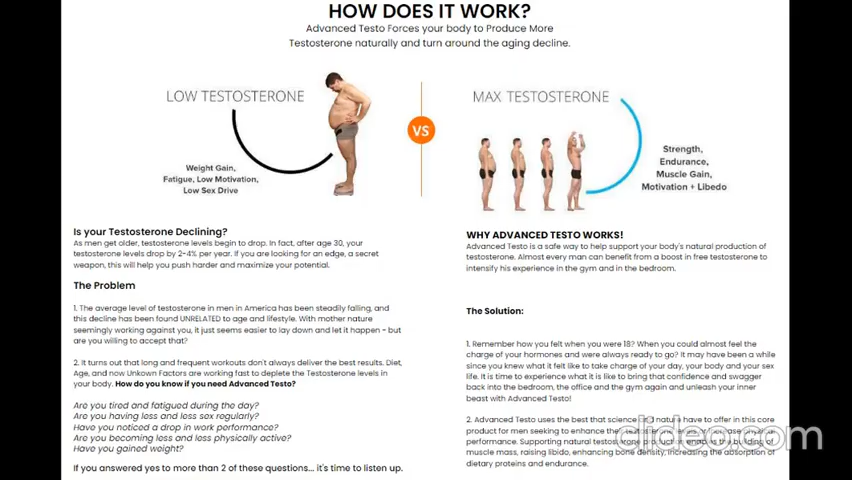 HOW DOES IT WORK?
Advanced Testo Forces your body to Produce More
Testosterone naturally and turn around the aging decline.
LOW TESTOSTERONE
Weight Gain,
Fatigue, Low Motivation,
Low Sex Drive
VS
MAX TESTOSTERONE
Strength,
Endurance,
Muscle Gain,
Motivation + Libedo
Is your Testosterone Declining?
As men get older, testosterone levels begin to drop. In fact, after age 30, your
testosterone levels drop by 2-4% per year. If you are looking for an edge, a secret
weapon, this will help you push harder and maximize your potential.
The Problem
1. The average level of testosterone in men in America has been steadily falling, and
this decline has been found UNRELATED to age and lifestyle. With mother nature
seemingly working against you, it just seems easier to lay down and let it happen - but
are you willing to accept that?
2. It turns out that long and frequent workouts don't always deliver the best results. Diet,
Age, and now Unkown Factors are working fast to deplete the Testosterone levels in
your body. How do you know if you need Advanced Testo?
Are you tired and fatigued during the day?
Are you having less and less sex regularly?
Have you noticed a drop in work performance?
Are you becoming less and less physically active?
Have you gained weight?
If you answered yes to more than 2 of these questions... it's time to listen up.
WHY ADVANCED TESTO WORKS!
Advanced Testo is a safe way to help support your body's natural production of
testosterone. Almost every man can benefit from a boost in free testosterone to
intensify his experience in the gym and in the bedroom.
The Solution:
1. Remember how you felt when you were 18? When you could almost feel the
charge of your hormones and were always ready to go? It may have been a while
since you knew what it felt like to take charge of your day, your body and your sex
life. It is time to experience what it is like to bring that confidence and swagger
back into the bedroom, the office and the gym again and unleash your inner
beast with Advanced Testo!
2. Advanced Testo uses the best that science and nature have to offer in this core
product for men seeking to enhance their testosterone levels or increase physical
performance. Supporting natural testosterone production enables the building of
muscle, raising libido, enhancing bone density, increasing the absorption of
dietary proteins and endurance.
clideo.com